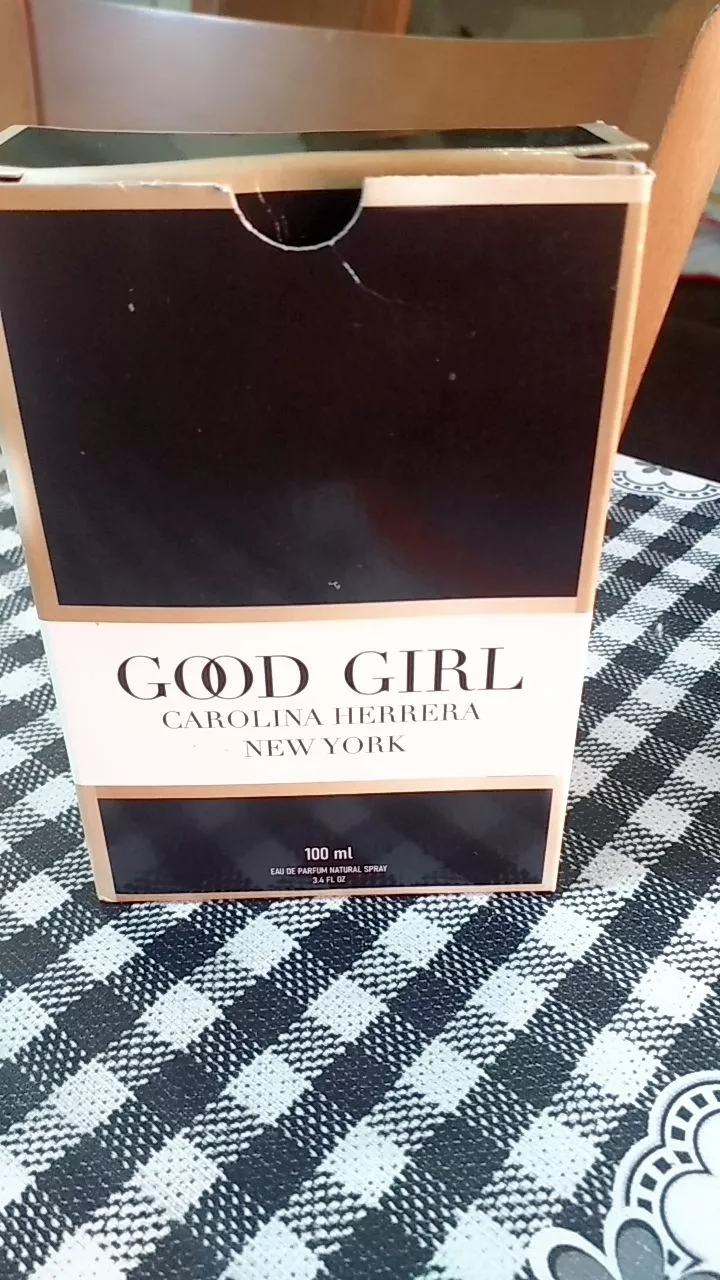 GOOD GIRL
CAROLINA HERRERA
NEW YORK
100 ml
EAU DE PARFUM NATURAL SPRAY
3.4 FL OZ